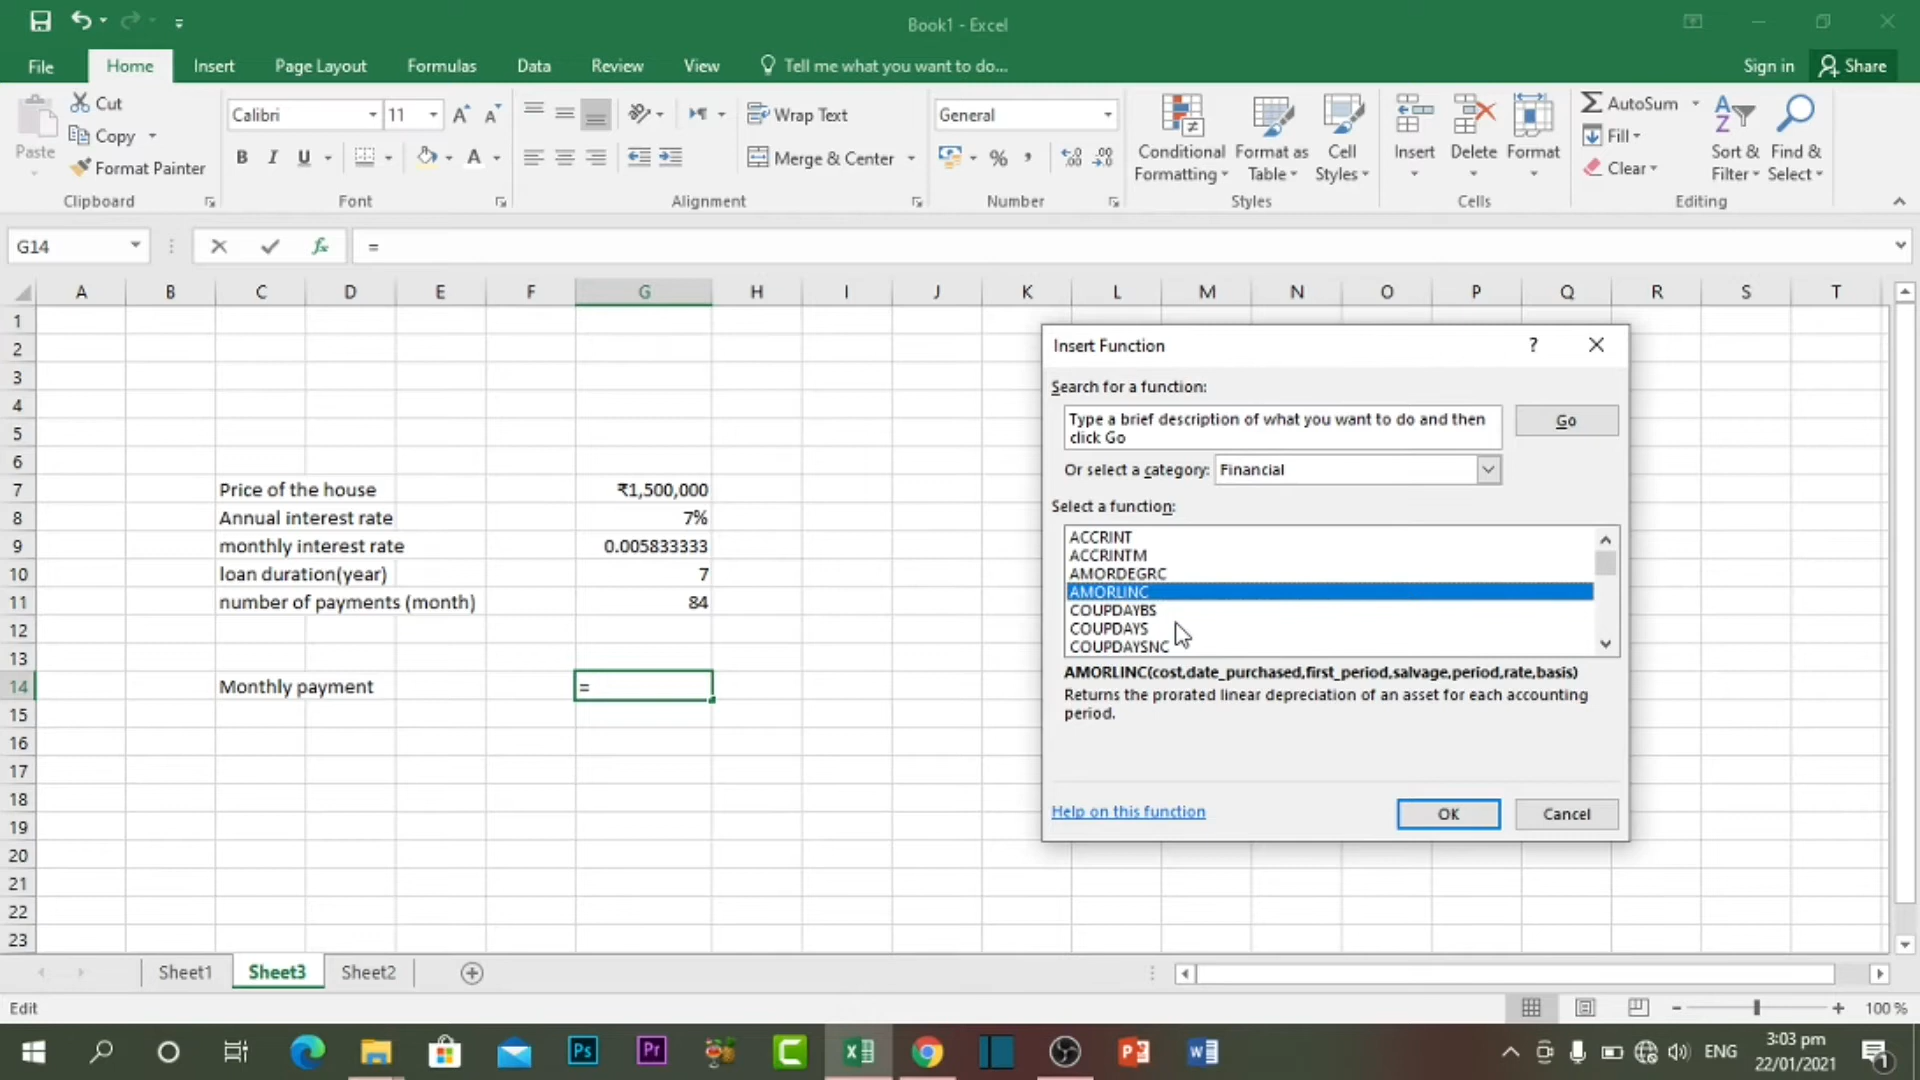 Book1 - Excel
File Home Insert Page Layout Formulas Data Review View Tell me what you want to do... Sign in Share
Paste
Cut
Copy
Format Painter
Clipboard
Calibri 11
B I U
Font
Wrap Text
Merge & Center
Alignment
General
%
Number
Conditional Formatting
Format as Table
Cell Styles
Styles
Insert Delete Format
Cells
AutoSum
Fill
Clear
Sort & Filter
Find & Select
Editing
G14 fx =
A B C D E F G H I J K L M N O P Q R S T
1
2
3
4
5
6
7 Price of the house ₹1,500,000
8 Annual interest rate 7%
9 monthly interest rate 0.005833333
10 loan duration(year) 7
11 number of payments (month) 84
12
13
14 Monthly payment =
15
16
17
18
19
20
21
22
23
Insert Function ?
Search for a function:
Type a brief description of what you want to do and then
click Go
Go
Or select a category: Financial
Select a function:
ACCRINT
ACCRINTM
AMORDEGRC
AMORLINC
COUPDAYBS
COUPDAYS
COUPDAYSNC
AMORLINC(cost,date_purchased,first_period,salvage,period,rate,basis)
Returns the prorated linear depreciation of an asset for each accounting
period.
Help on this function
OK Cancel
Sheet1 Sheet3 Sheet2
Edit 100 %
Ps Pr ENG
3:03 pm
22/01/2021
1